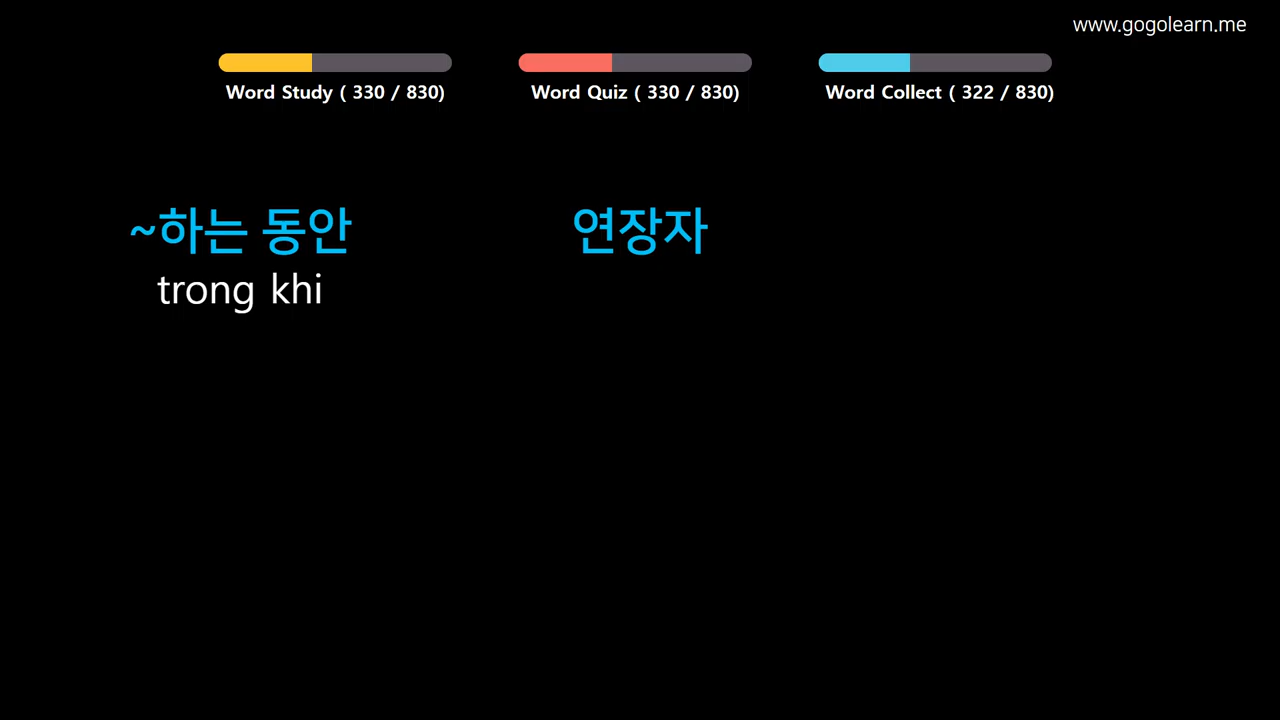 www.gogolearn.me
Word Study ( 330 / 830)
Word Quiz ( 330 / 830)
Word Collect ( 322 / 830)
~하는 동안
trong khi
연장자